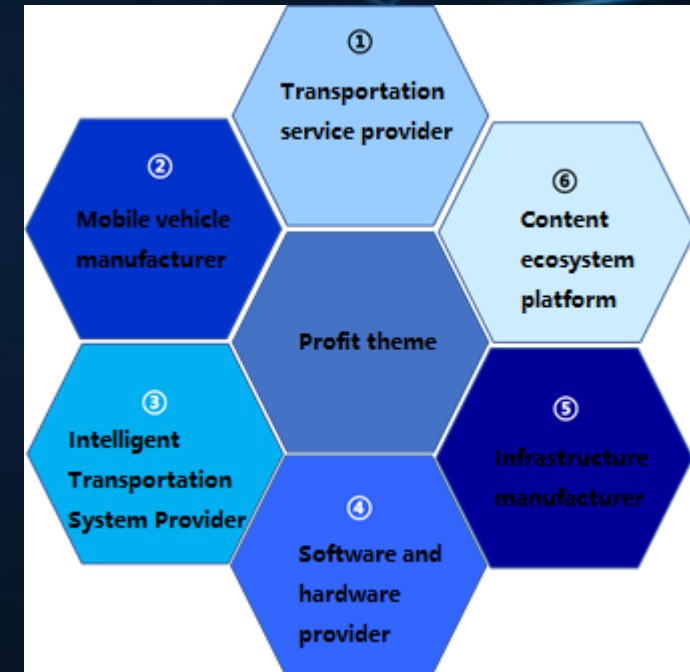 ①
Transportation
service provider
②
Mobile vehicle
manufacturer
⑥
Content
ecosystem
platform
Profit theme
③
Intelligent
Transportation
System Provider
⑤
Infrastructure
manufacturer
④
Software and
hardware
provider